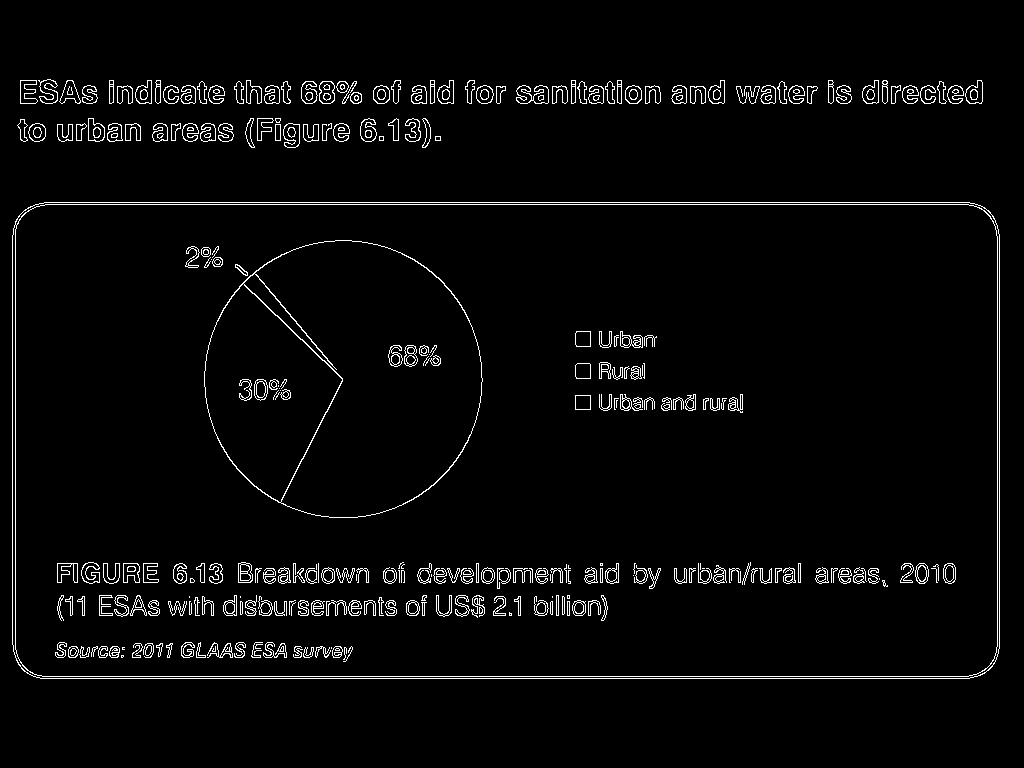 ESAs indicate that 68% of aid for sanitation and water is directed
to urban areas (Figure 6.13).
2%
68%
30%
Urban
Rural
Urban and rural
FIGURE 6.13 Breakdown of development aid by urban/rural areas, 2010
(11 ESAs with disbursements of US$ 2.1 billion)
Source: 2011 GLAAS ESA survey